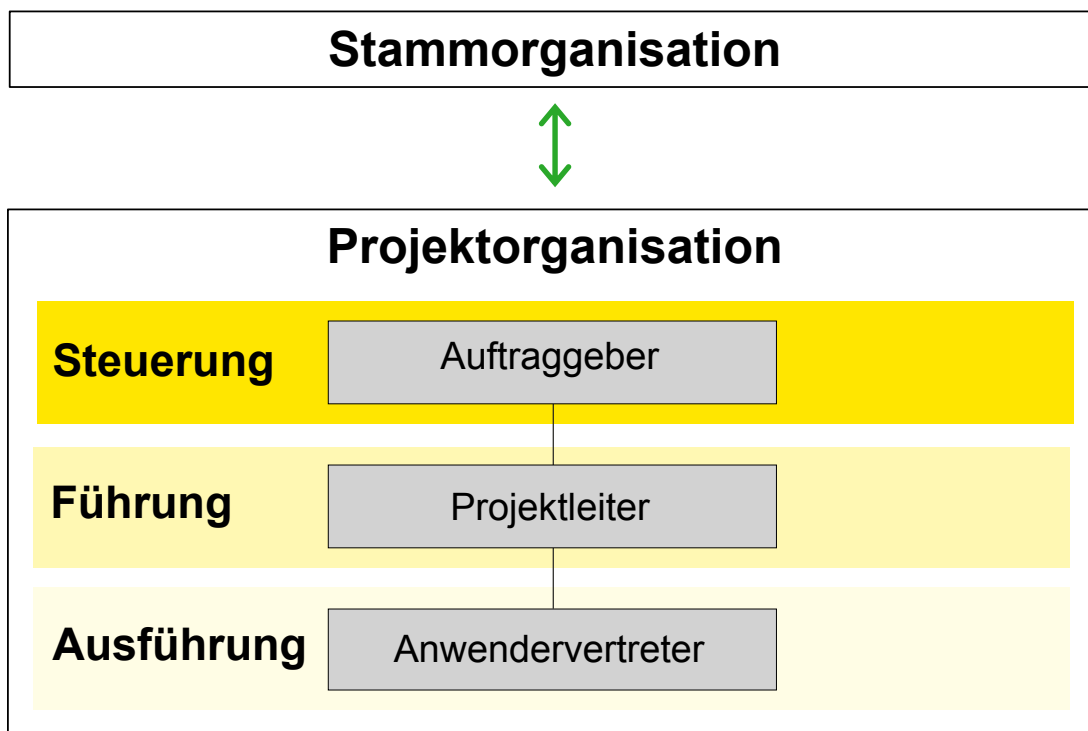 Stammorganisation
Projektorganisation
Steuerung
Auftraggeber
Führung
Projektleiter
Ausführung
Anwendervertreter